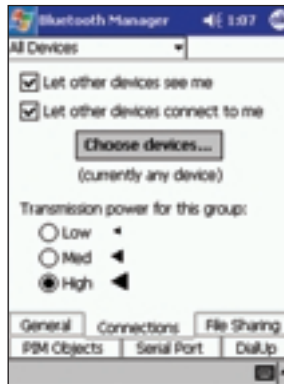 Bluetooth Manager 1:07
All Devices
Let other devices see me
Let other devices connect to me
Choose devices...
(currently any device)
Transmission power for this group:
Low
Med
High
General Connections File Sharing
PIM Objects Serial Port DialUp